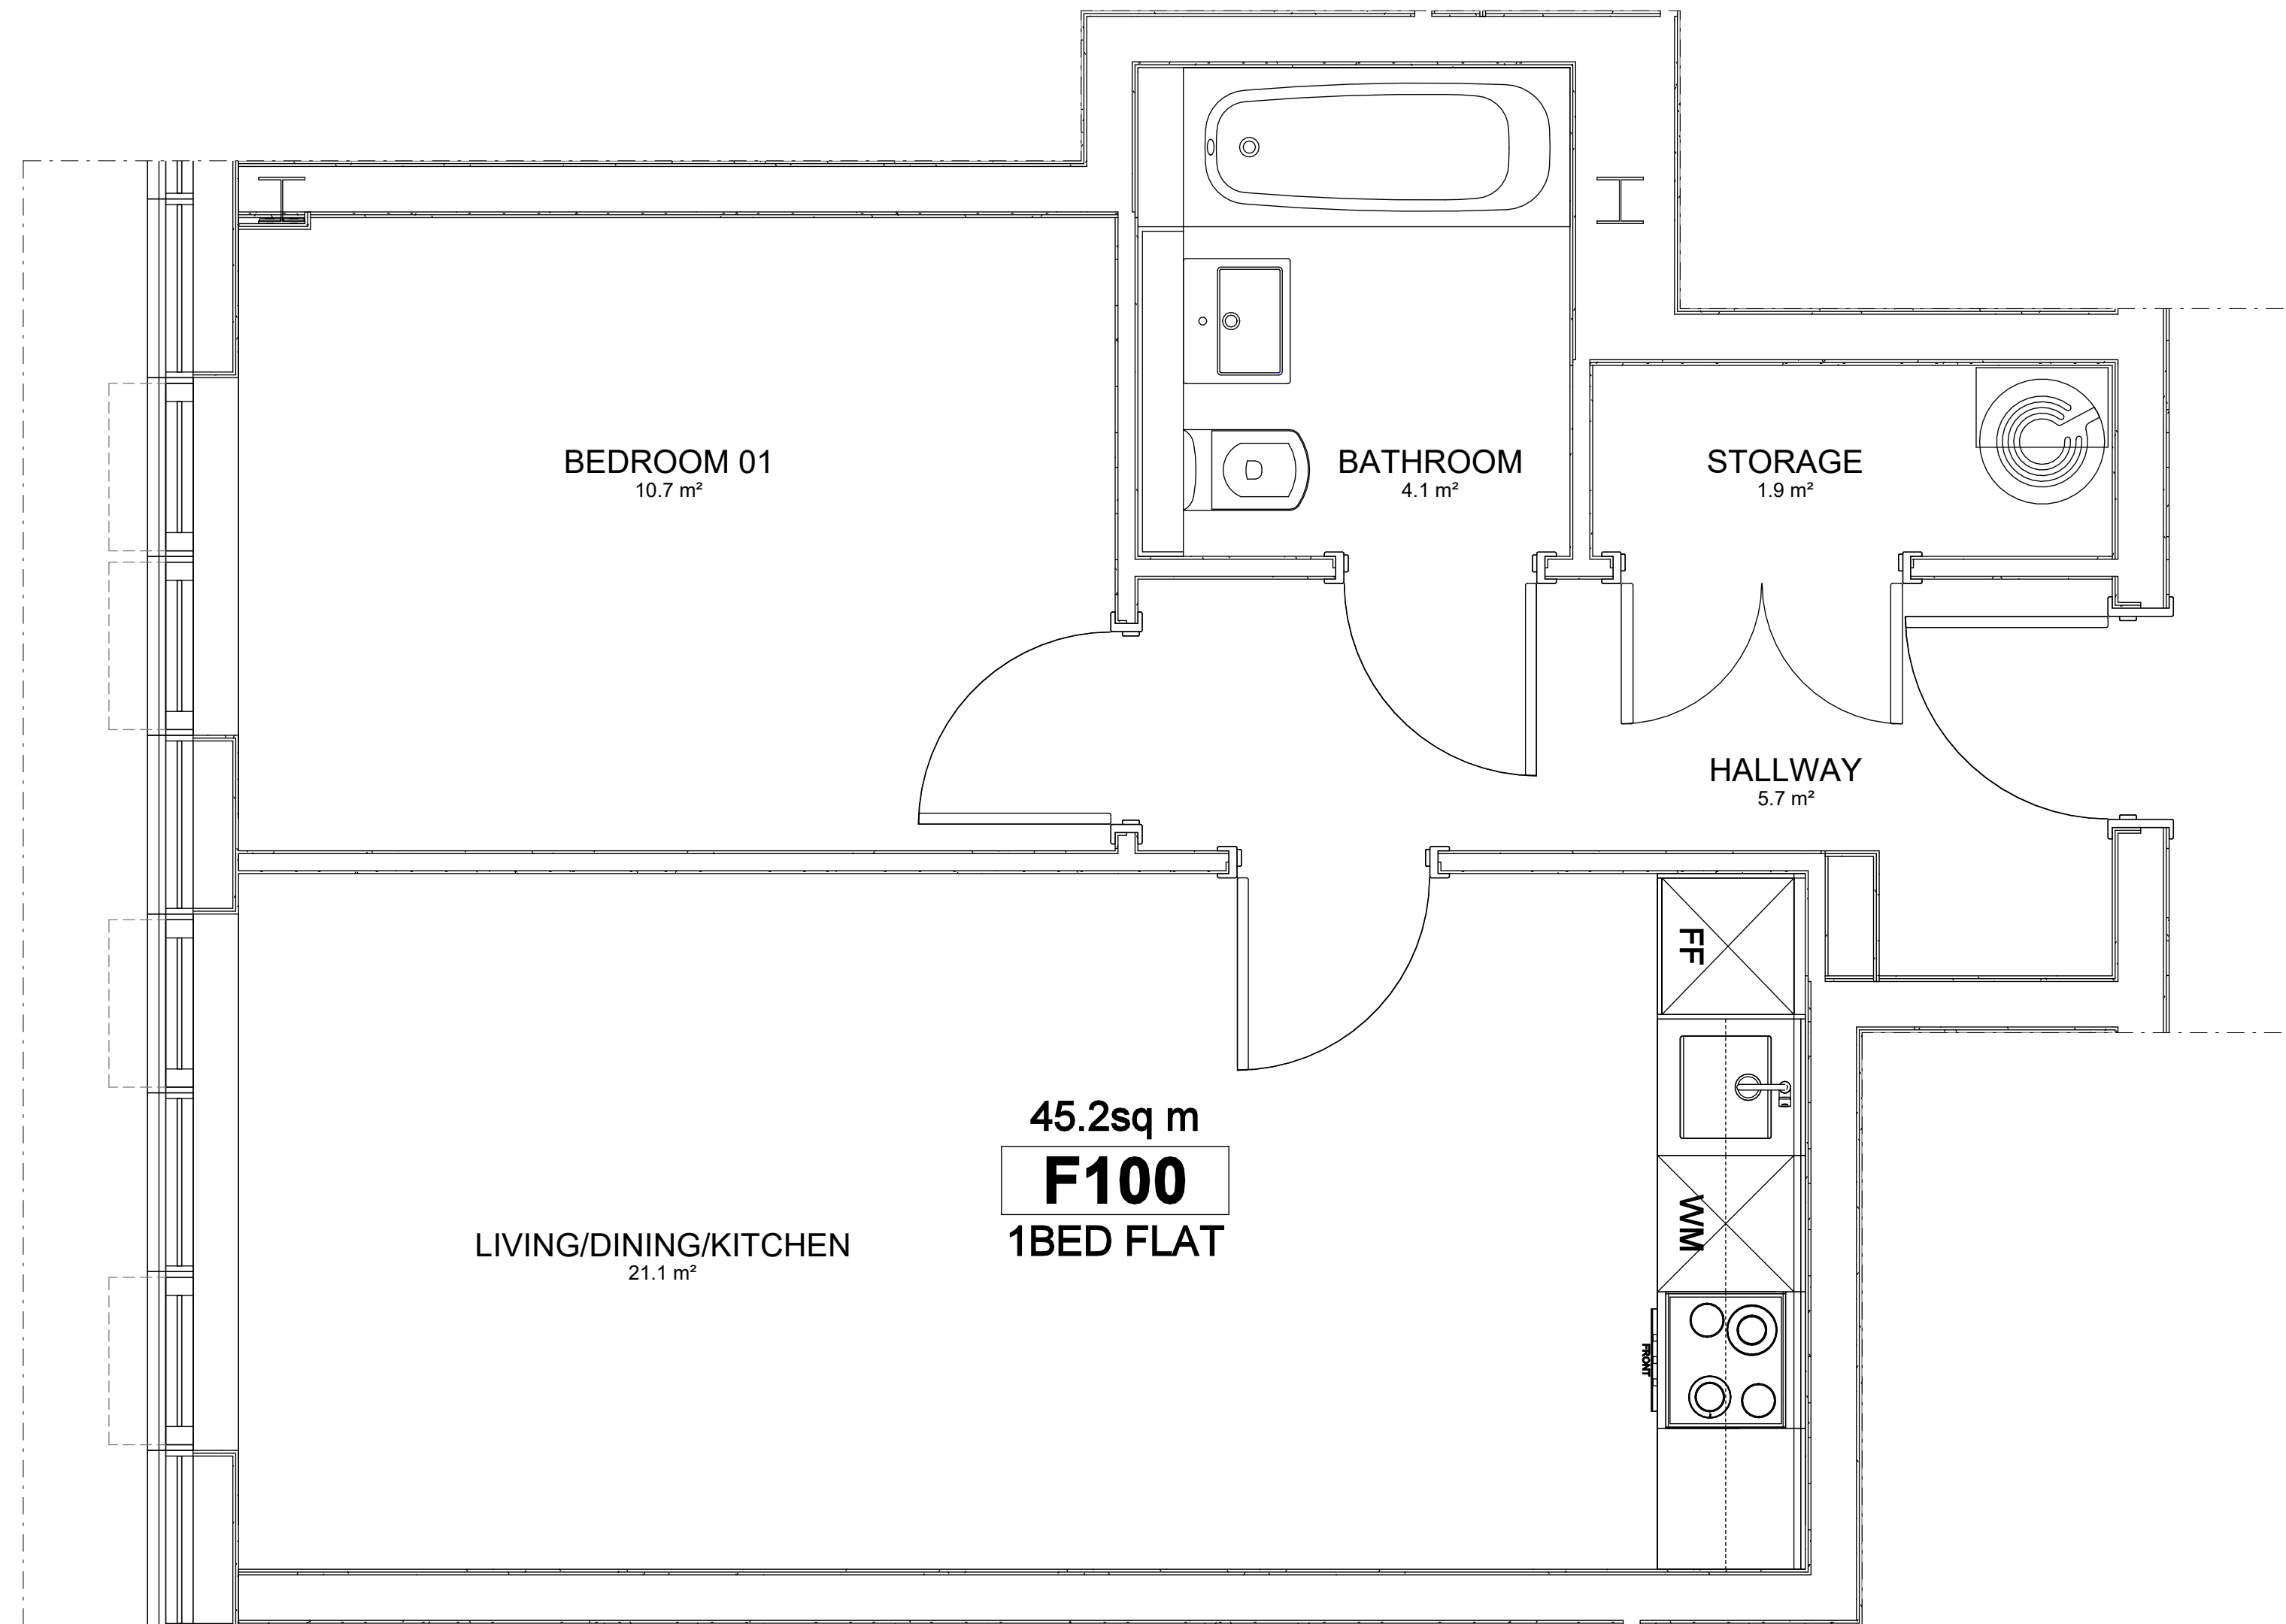 BEDROOM 01
10.7 m²
BATHROOM
4.1 m²
STORAGE
1.9 m²
HALLWAY
5.7 m²
FF
45.2sq m
F100
1BED FLAT
WM
LIVING/DINING/KITCHEN
21.1 m²
FRONT